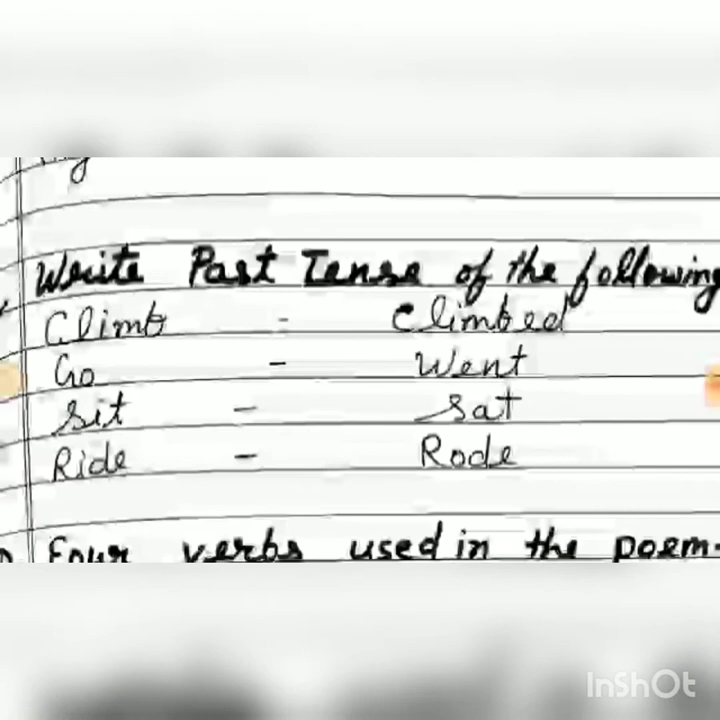 Write Past Tense of the following
Climb - Climbed
Go - Went
Sit - Sat
Ride - Rode
Four verbs used in the poem.
InShOt